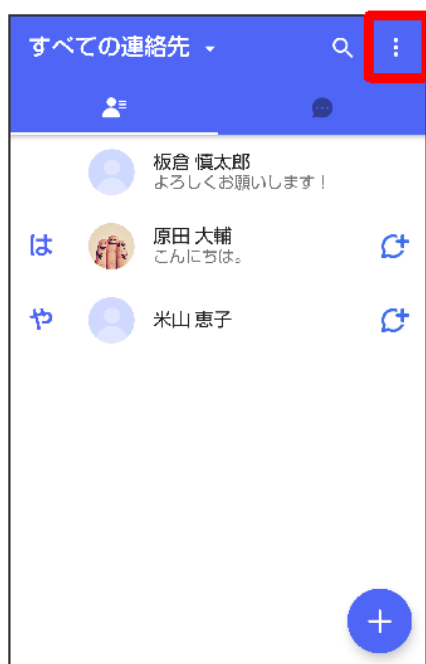 すべての連絡先
板倉 慎太郎
よろしくお願いします！
は
原田 大輔
こんにちは。
や
米山 恵子